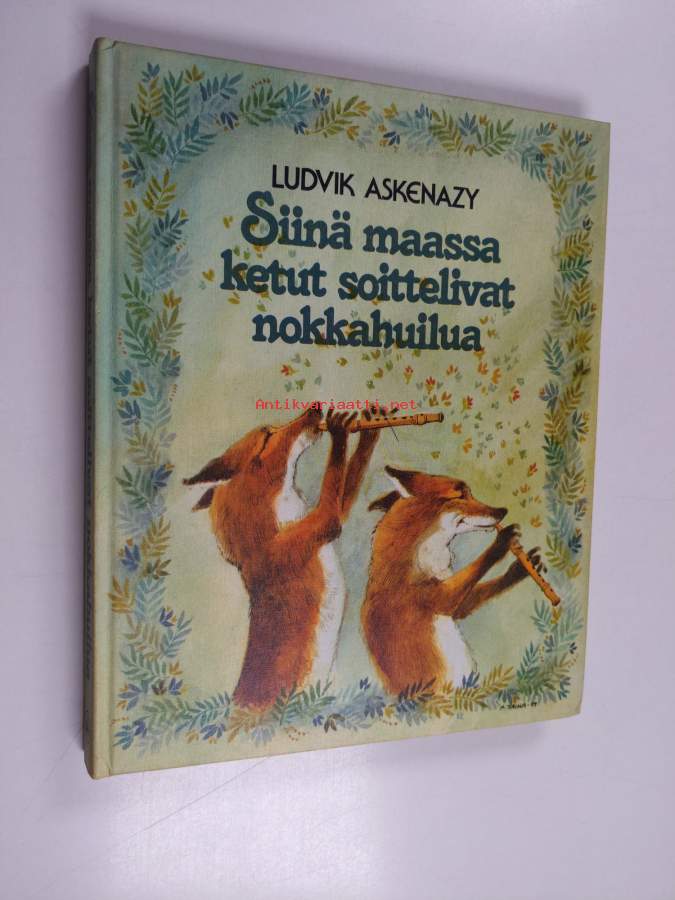 LUDVIK ASKENAZY
Siinä maassa
ketut soittelivat
nokkahuilua
Antikvariaatti.net